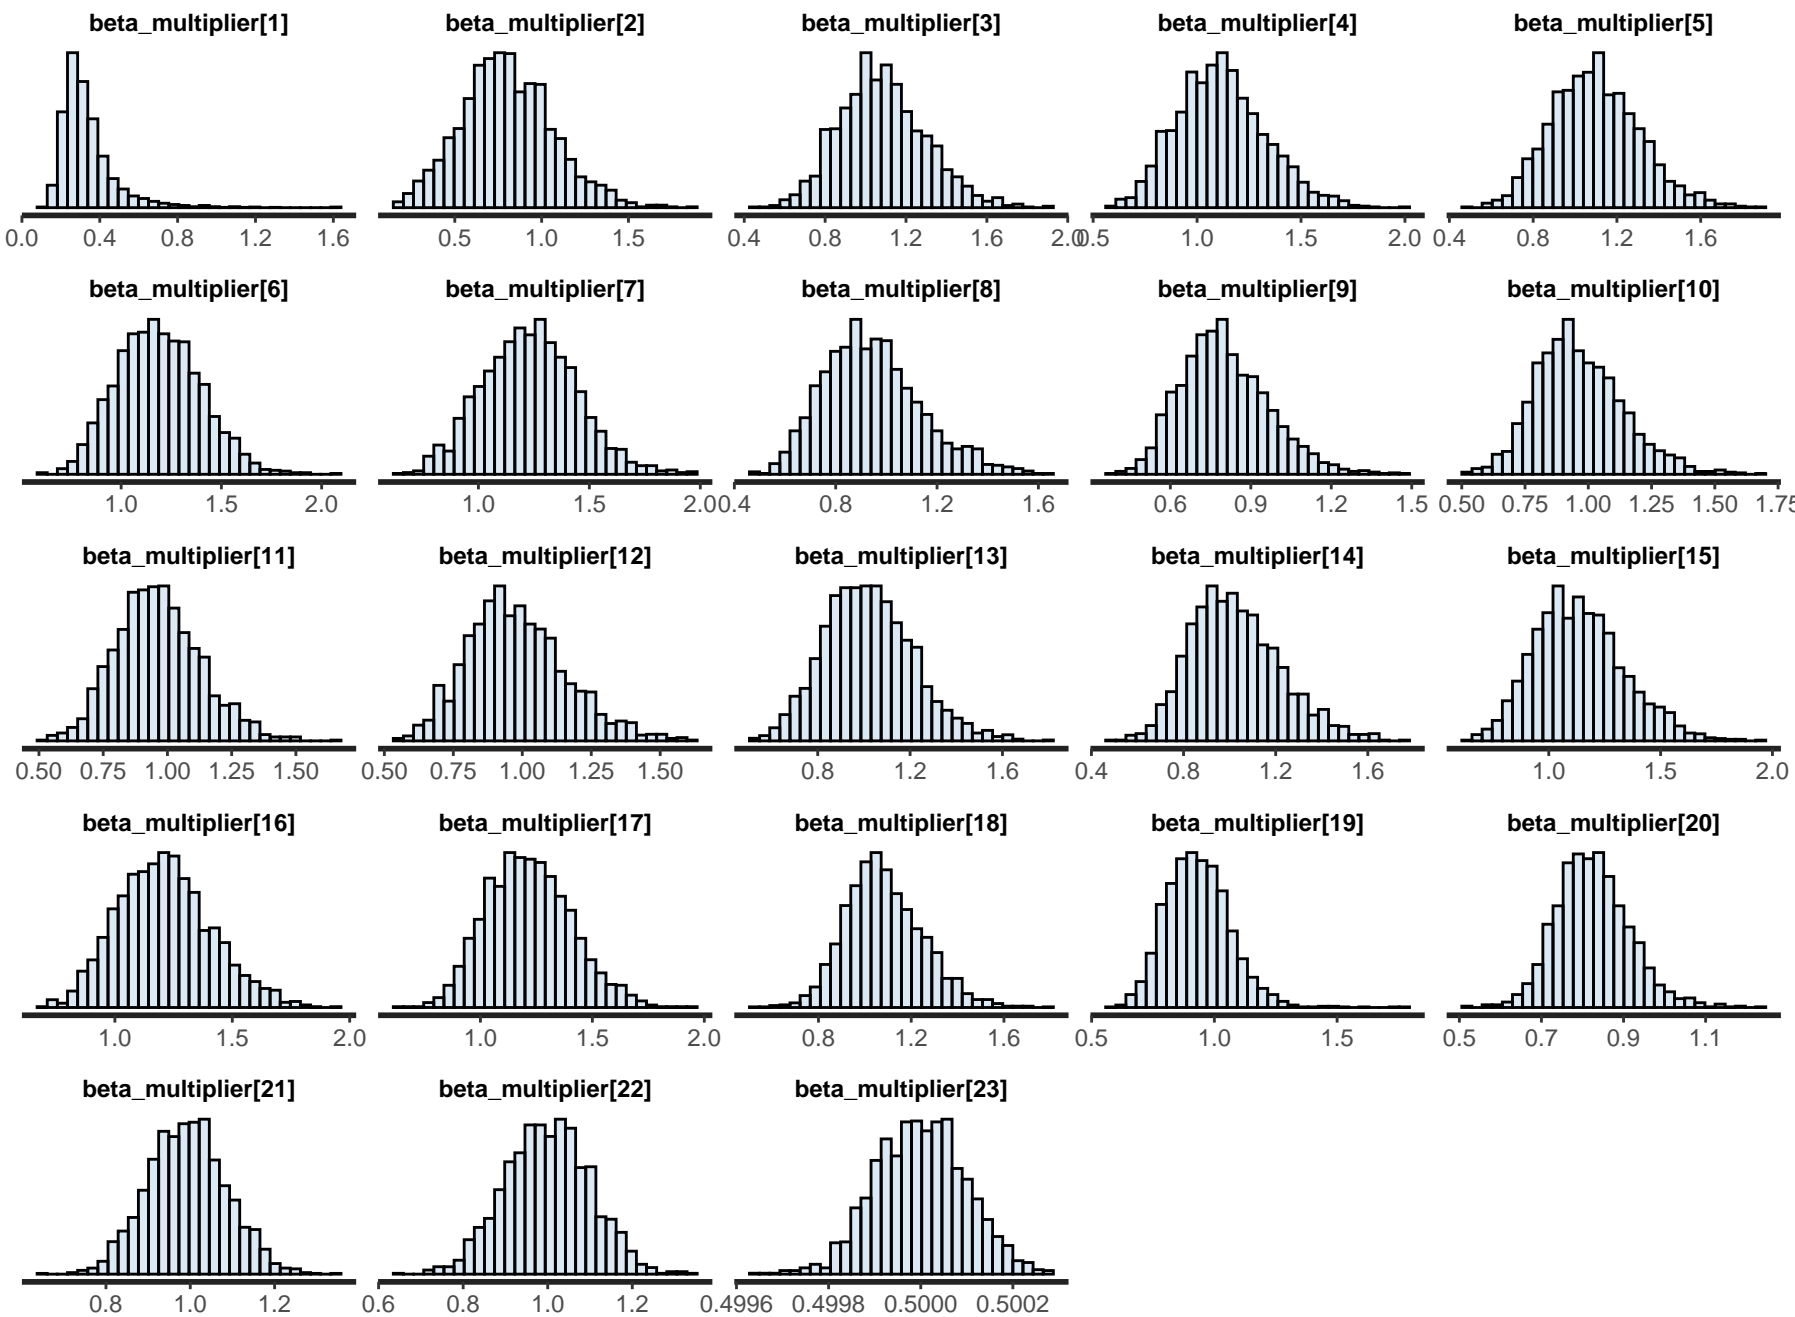 beta_multiplier[1] beta_multiplier[2] beta_multiplier[3] beta_multiplier[4] beta_multiplier[5]
0.0 0.4 0.8 1.2 1.6 0.5 1.0 1.5 0.4 0.8 1.2 1.6 2.0 0.5 1.0 1.5 2.0 0.4 0.8 1.2 1.6
beta_multiplier[6] beta_multiplier[7] beta_multiplier[8] beta_multiplier[9] beta_multiplier[10]
1.0 1.5 2.0 1.0 1.5 2.0 0.4 0.8 1.2 1.6 0.6 0.9 1.2 1.5 0.50 0.75 1.00 1.25 1.50 1.75
beta_multiplier[11] beta_multiplier[12] beta_multiplier[13] beta_multiplier[14] beta_multiplier[15]
0.50 0.75 1.00 1.25 1.50 0.50 0.75 1.00 1.25 1.50 0.8 1.2 1.6 0.4 0.8 1.2 1.6 1.0 1.5 2.0
beta_multiplier[16] beta_multiplier[17] beta_multiplier[18] beta_multiplier[19] beta_multiplier[20]
1.0 1.5 2.0 1.0 1.5 2.0 0.8 1.2 1.6 0.5 1.0 1.5 0.5 0.7 0.9 1.1
beta_multiplier[21] beta_multiplier[22] beta_multiplier[23]
0.8 1.0 1.2 0.6 0.8 1.0 1.2 0.4996 0.4998 0.5000 0.5002